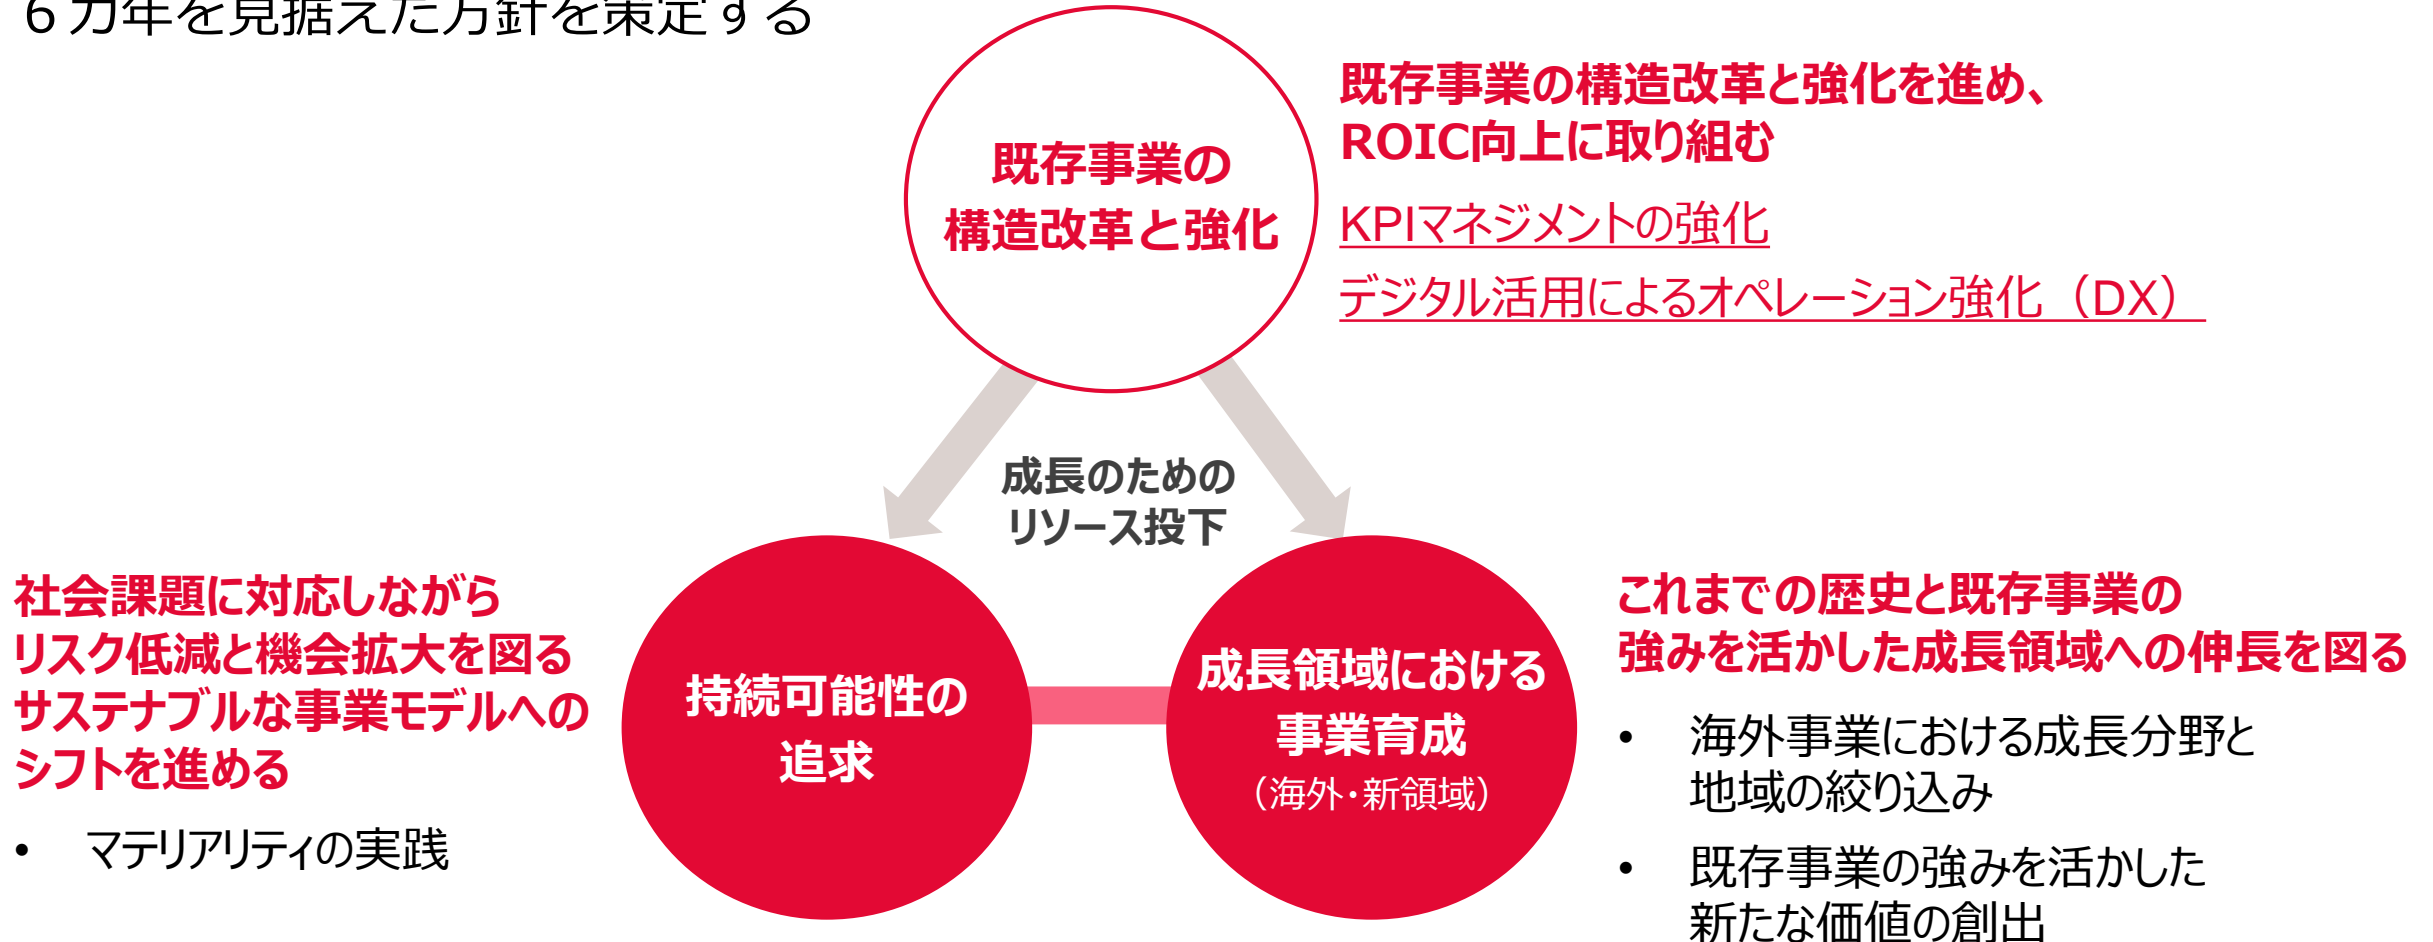 ６カ年を見据えた方針を策定する
既存事業の
構造改革と強化
既存事業の構造改革と強化を進め、
ROIC向上に取り組む
KPIマネジメントの強化
デジタル活用によるオペレーション強化（DX）
成長のための
リソース投下
社会課題に対応しながら
リスク低減と機会拡大を図る
サステナブルな事業モデルへの
シフトを進める
• マテリアリティの実践
持続可能性の
追求
成長領域における
事業育成
（海外・新領域）
これまでの歴史と既存事業の
強みを活かした成長領域への伸長を図る
• 海外事業における成長分野と
地域の絞り込み
• 既存事業の強みを活かした
新たな価値の創出